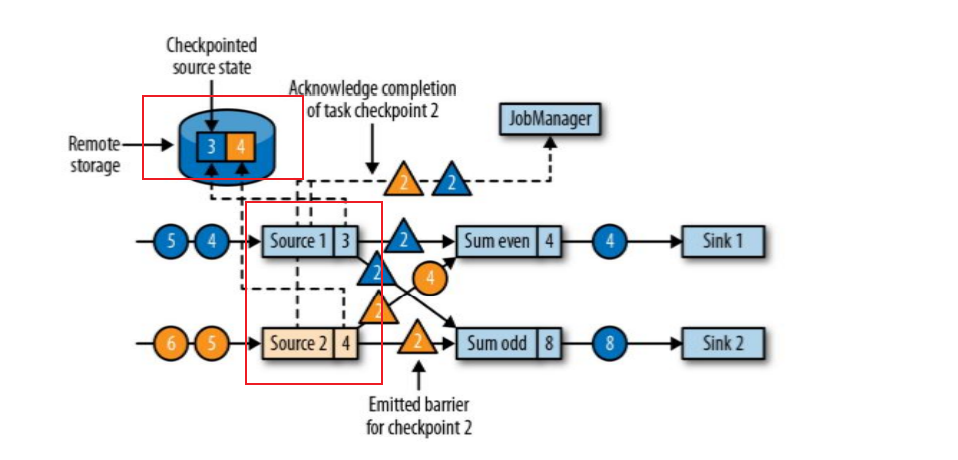 Checkpointed
source state
Acknowledge completion
of task checkpoint 2
JobManager
Remote
storage
3 4
2 2
5 4 Source 1 3 2 Sum even 4 4 Sink 1
2 4
2
6 5 Source 2 4 2 Sum odd 8 8 Sink 2
Emitted barrier
for checkpoint 2